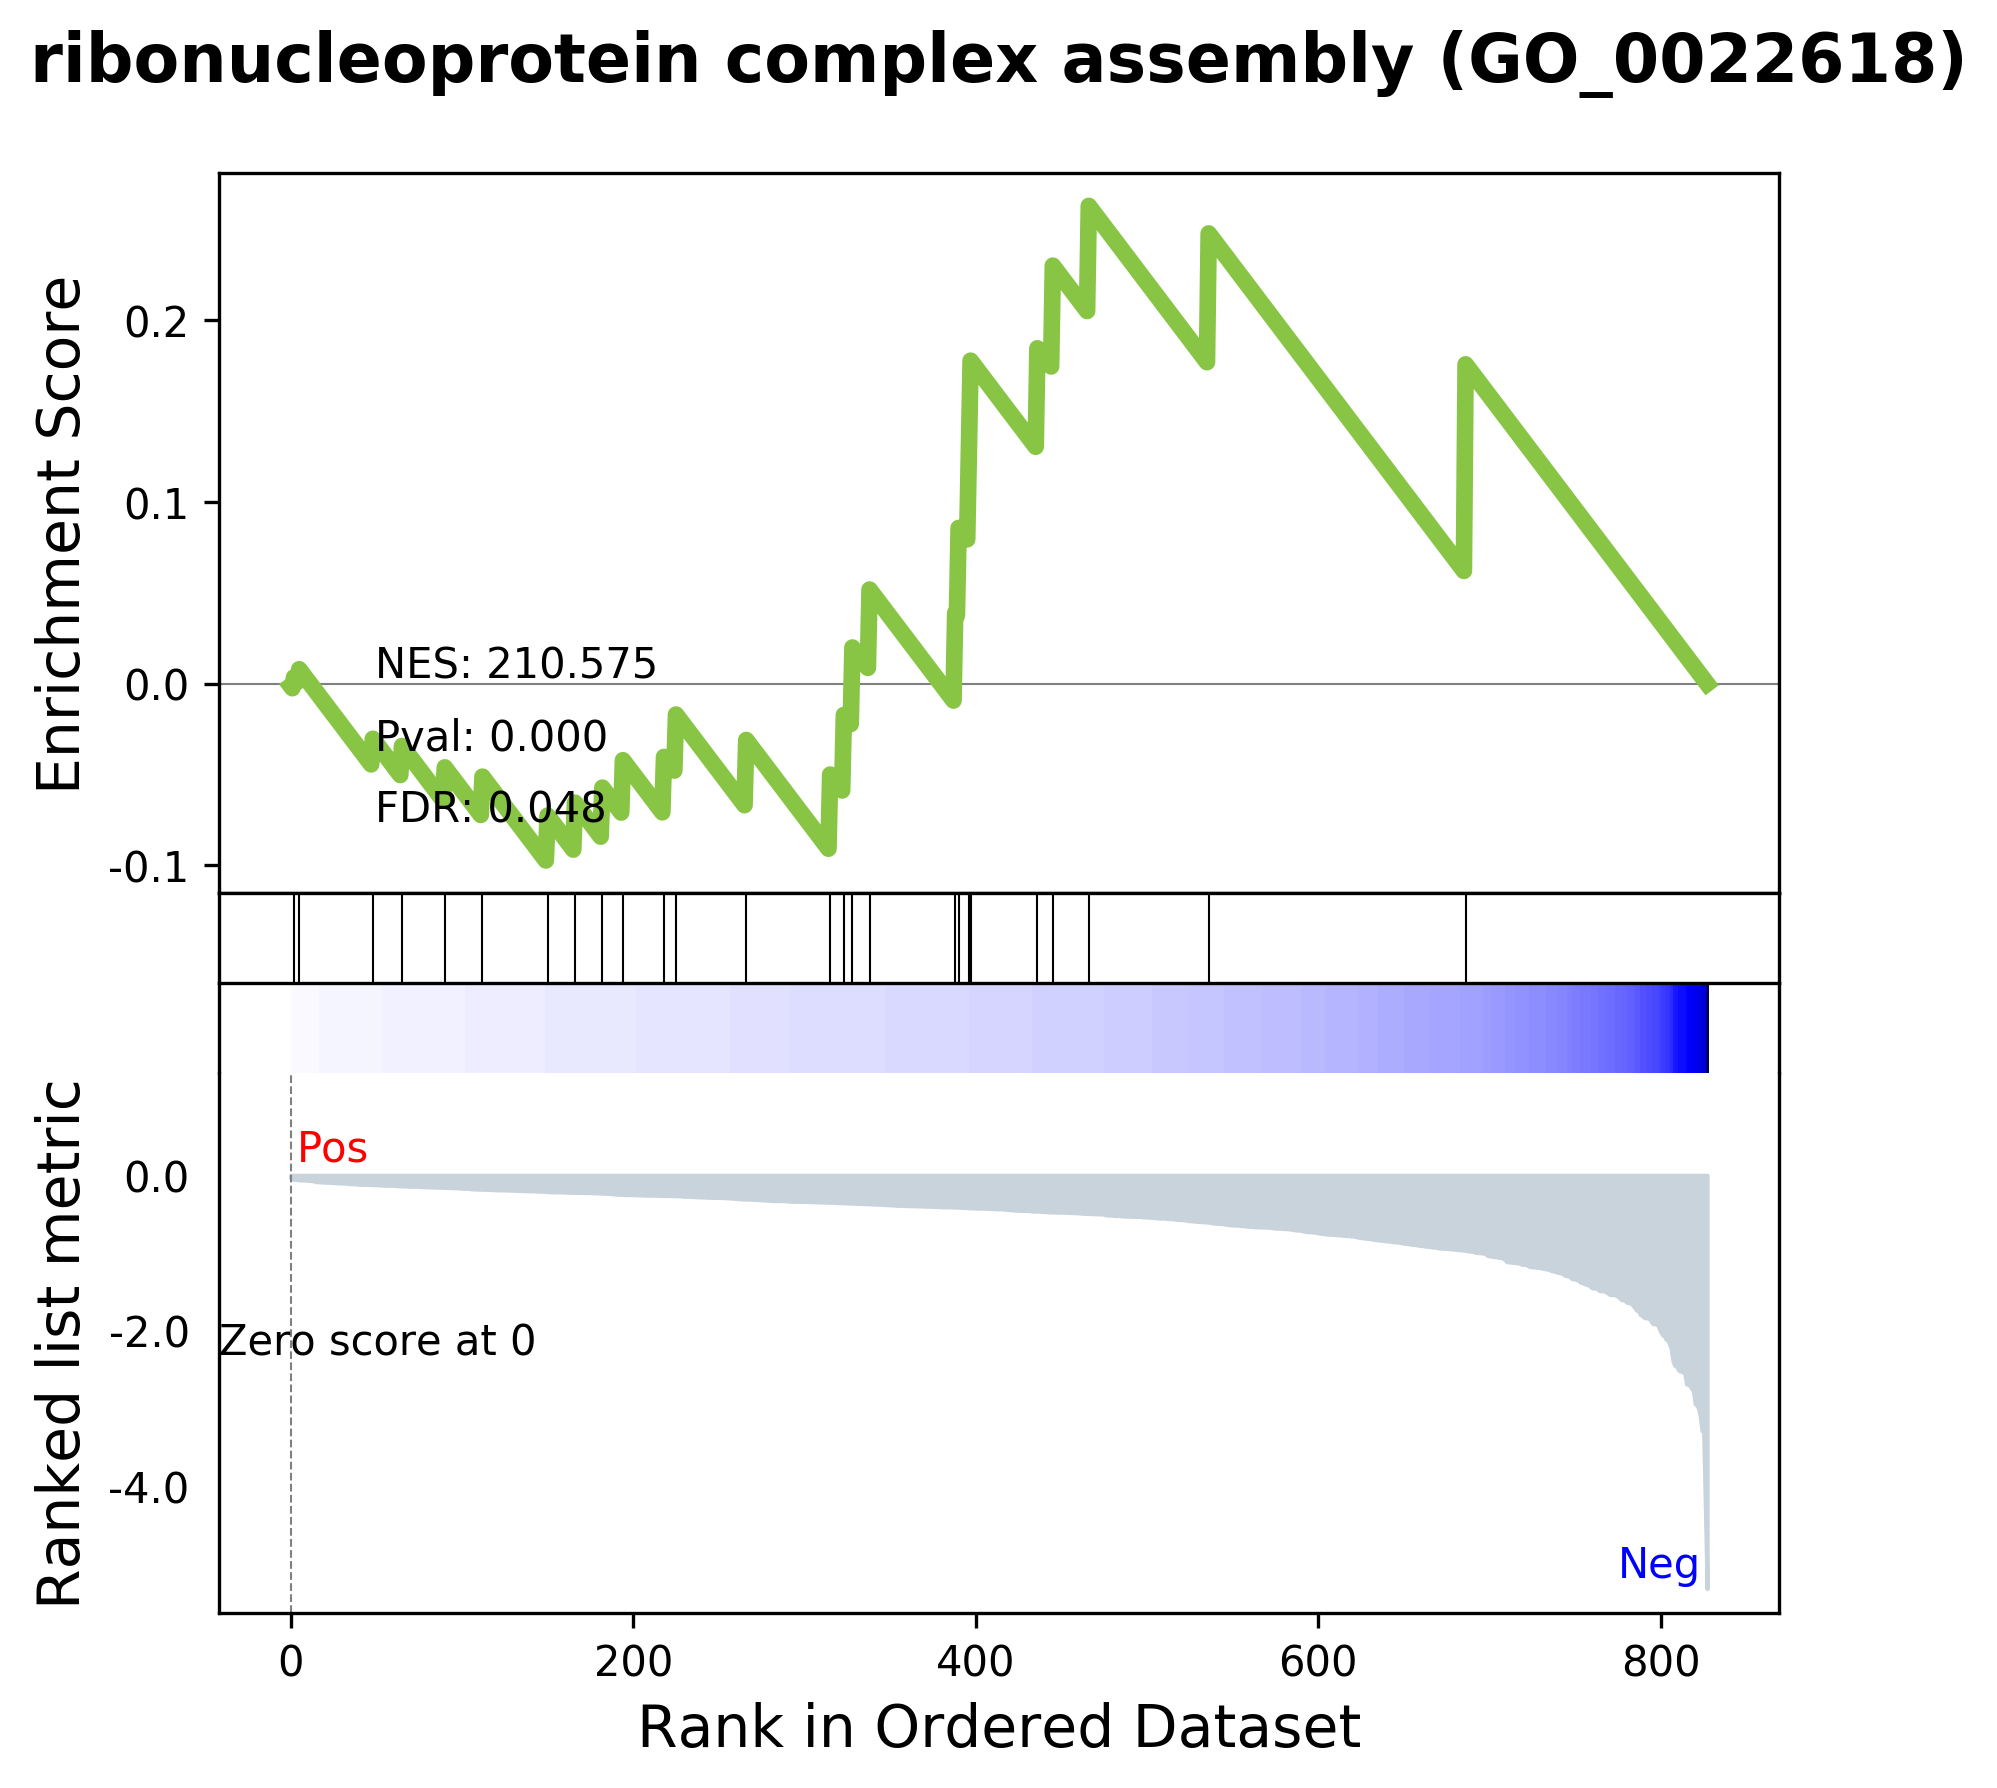 ribonucleoprotein complex assembly (GO_0022618)
Enrichment Score
0.2
0.1
0.0
-0.1
NES: 210.575
Pval: 0.000
FDR: 0.048
Ranked list metric
0.0
-2.0
-4.0
Pos
Zero score at 0
Neg
0 200 400 600 800
Rank in Ordered Dataset